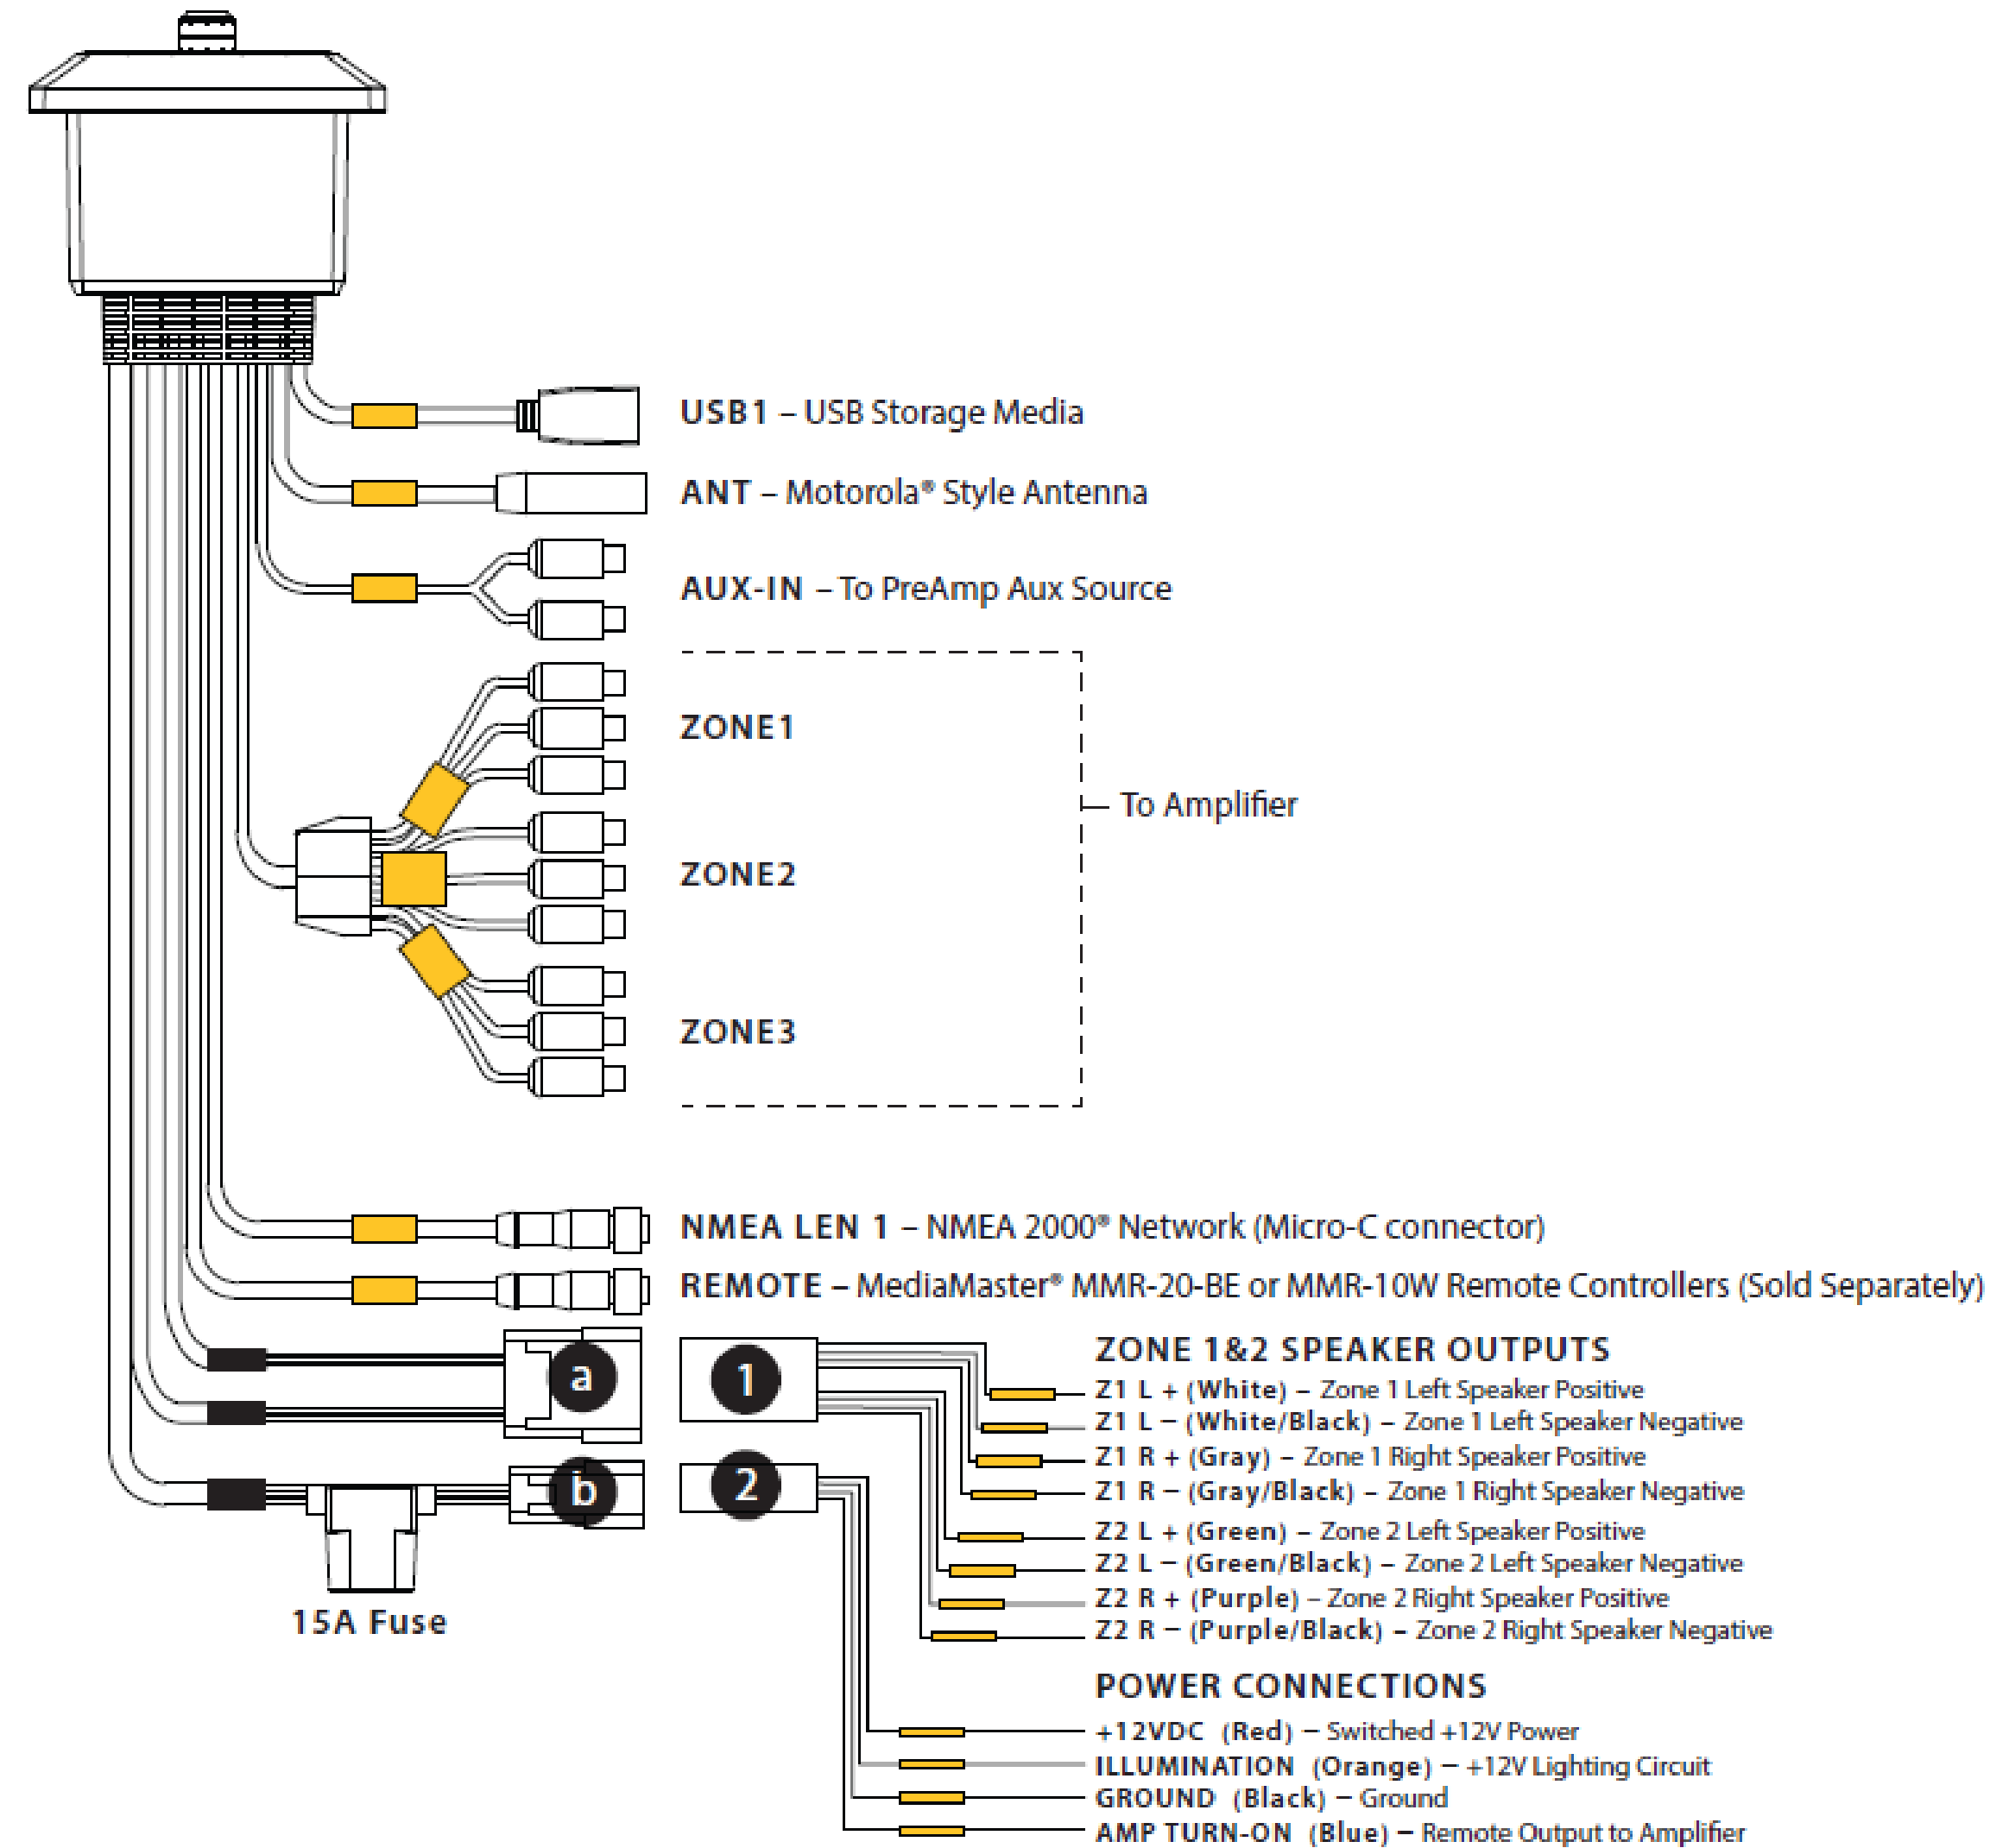 USB1 – USB Storage Media
ANT – Motorola® Style Antenna
AUX-IN – To PreAmp Aux Source
ZONE1
To Amplifier
ZONE2
ZONE3
NMEA LEN 1 – NMEA 2000® Network (Micro-C connector)
REMOTE – MediaMaster® MMR-20-BE or MMR-10W Remote Controllers (Sold Separately)
a
1
b
2
15A Fuse
ZONE 1&2 SPEAKER OUTPUTS
Z1 L + (White) – Zone 1 Left Speaker Positive
Z1 L – (White/Black) – Zone 1 Left Speaker Negative
Z1 R + (Gray) – Zone 1 Right Speaker Positive
Z1 R – (Gray/Black) – Zone 1 Right Speaker Negative
Z2 L + (Green) – Zone 2 Left Speaker Positive
Z2 L – (Green/Black) – Zone 2 Left Speaker Negative
Z2 R + (Purple) – Zone 2 Right Speaker Positive
Z2 R – (Purple/Black) – Zone 2 Right Speaker Negative
POWER CONNECTIONS
+12VDC (Red) – Switched +12V Power
ILLUMINATION (Orange) – +12V Lighting Circuit
GROUND (Black) – Ground
AMP TURN-ON (Blue) – Remote Output to Amplifier